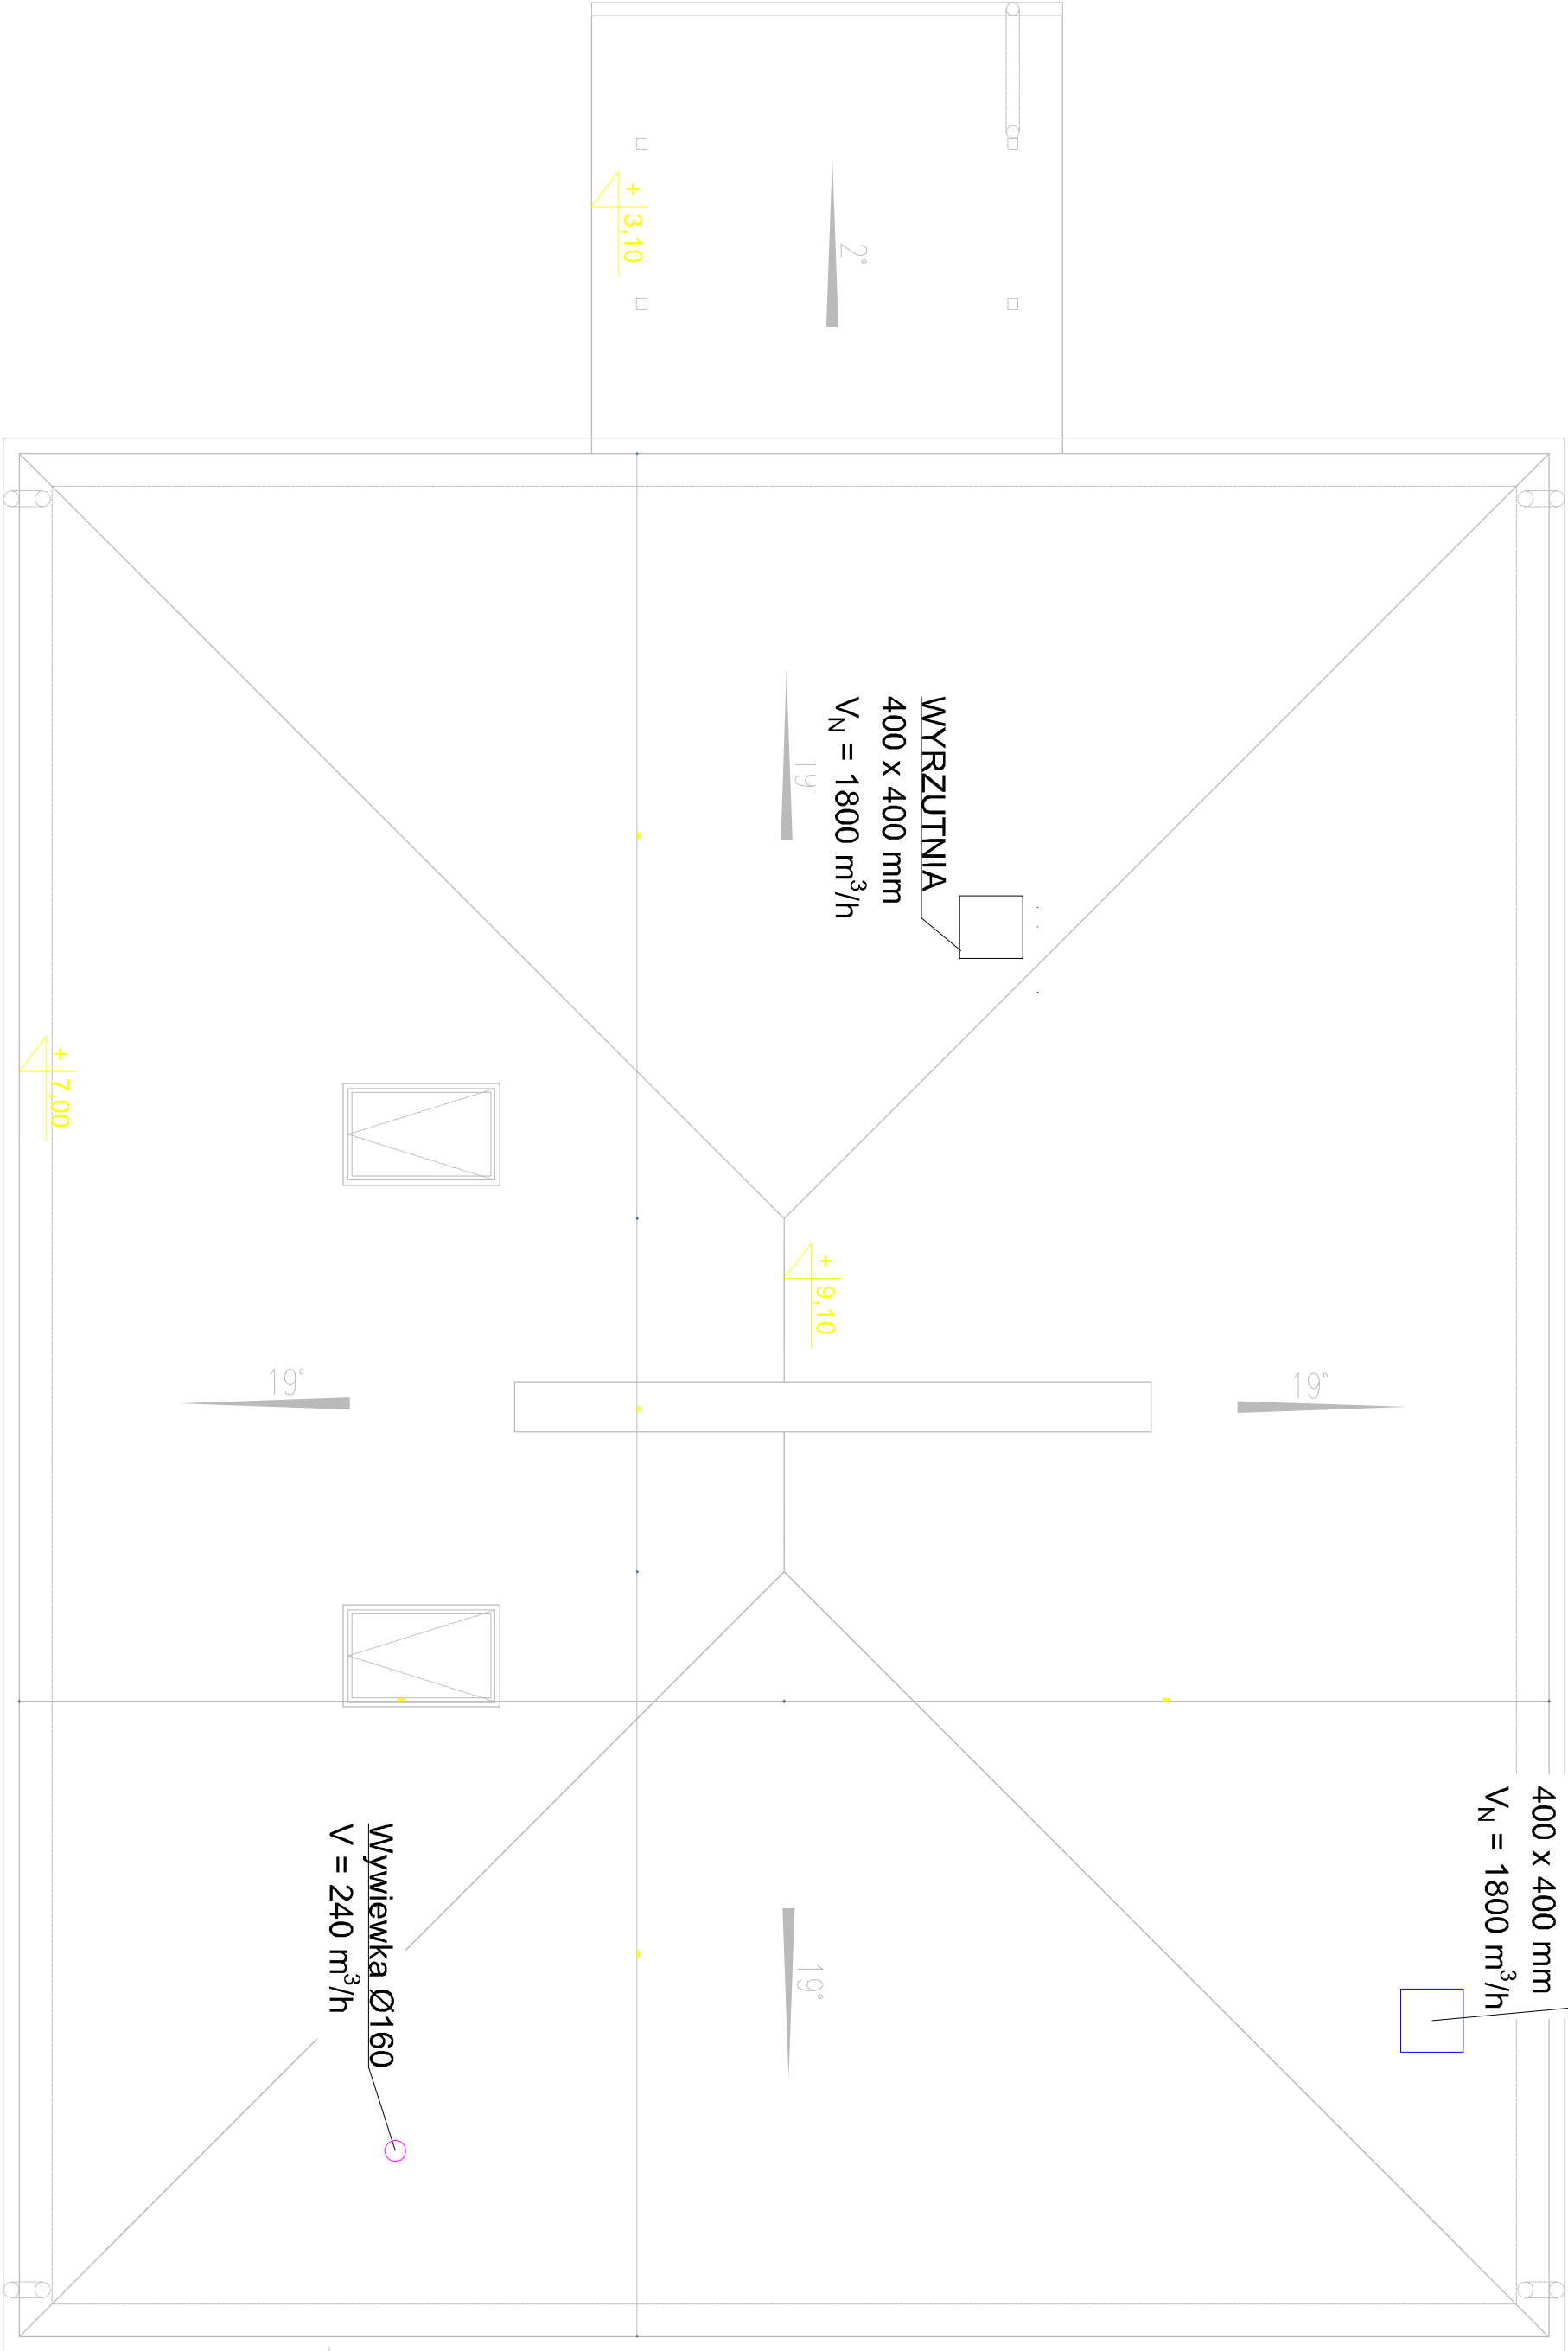 + 3,10
2°
WYRZUTNIA
400 x 400 mm
V_N = 1800 m³/h
19°
+ 7,00
+ 9,10
19°
19°
400 x 400 mm
V_N = 1800 m³/h
Wywiewka Ø160
V = 240 m³/h
19°